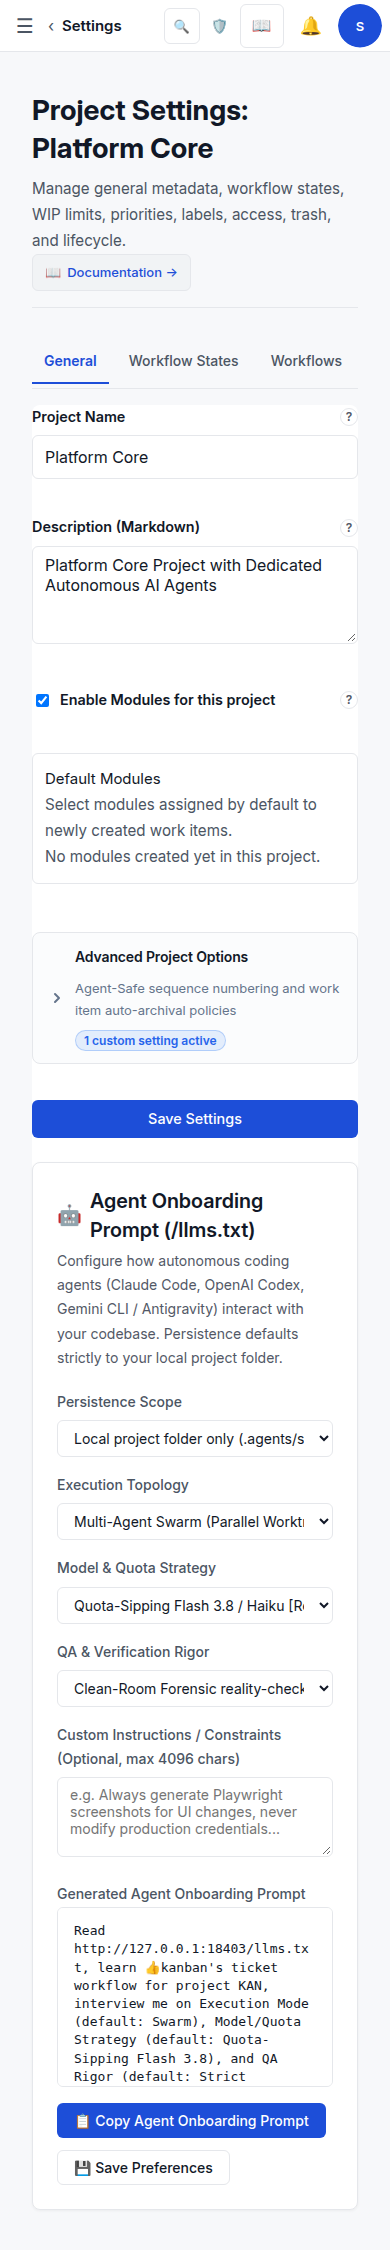 ☰ ‹ Settings 🔍 🛡️ 📖 🔔 S
Project Settings:
Platform Core
Manage general metadata, workflow states,
WIP limits, priorities, labels, access, trash,
and lifecycle.
📖 Documentation →
General Workflow States Workflows
Project Name ?
Platform Core
Description (Markdown) ?
Platform Core Project with Dedicated
Autonomous AI Agents
Enable Modules for this project ?
Default Modules
Select modules assigned by default to
newly created work items.
No modules created yet in this project.
Advanced Project Options
Agent-Safe sequence numbering and work
item auto-archival policies
1 custom setting active
Save Settings
🤖 Agent Onboarding
Prompt (/llms.txt)
Configure how autonomous coding
agents (Claude Code, OpenAI Codex,
Gemini CLI / Antigravity) interact with
your codebase. Persistence defaults
strictly to your local project folder.
Persistence Scope
Local project folder only (.agents/s
Execution Topology
Multi-Agent Swarm (Parallel Worktr
Model & Quota Strategy
Quota-Sipping Flash 3.8 / Haiku [Re
QA & Verification Rigor
Clean-Room Forensic reality-check
Custom Instructions / Constraints
(Optional, max 4096 chars)
e.g. Always generate Playwright
screenshots for UI changes, never
modify production credentials...
Generated Agent Onboarding Prompt
Read
http://127.0.0.1:18403/llms.tx
t, learn 👍kanban's ticket
workflow for project KAN,
interview me on Execution Mode
(default: Swarm), Model/Quota
Strategy (default: Quota-
Sipping Flash 3.8), and QA
Rigor (default: Strict
📋 Copy Agent Onboarding Prompt
💾 Save Preferences